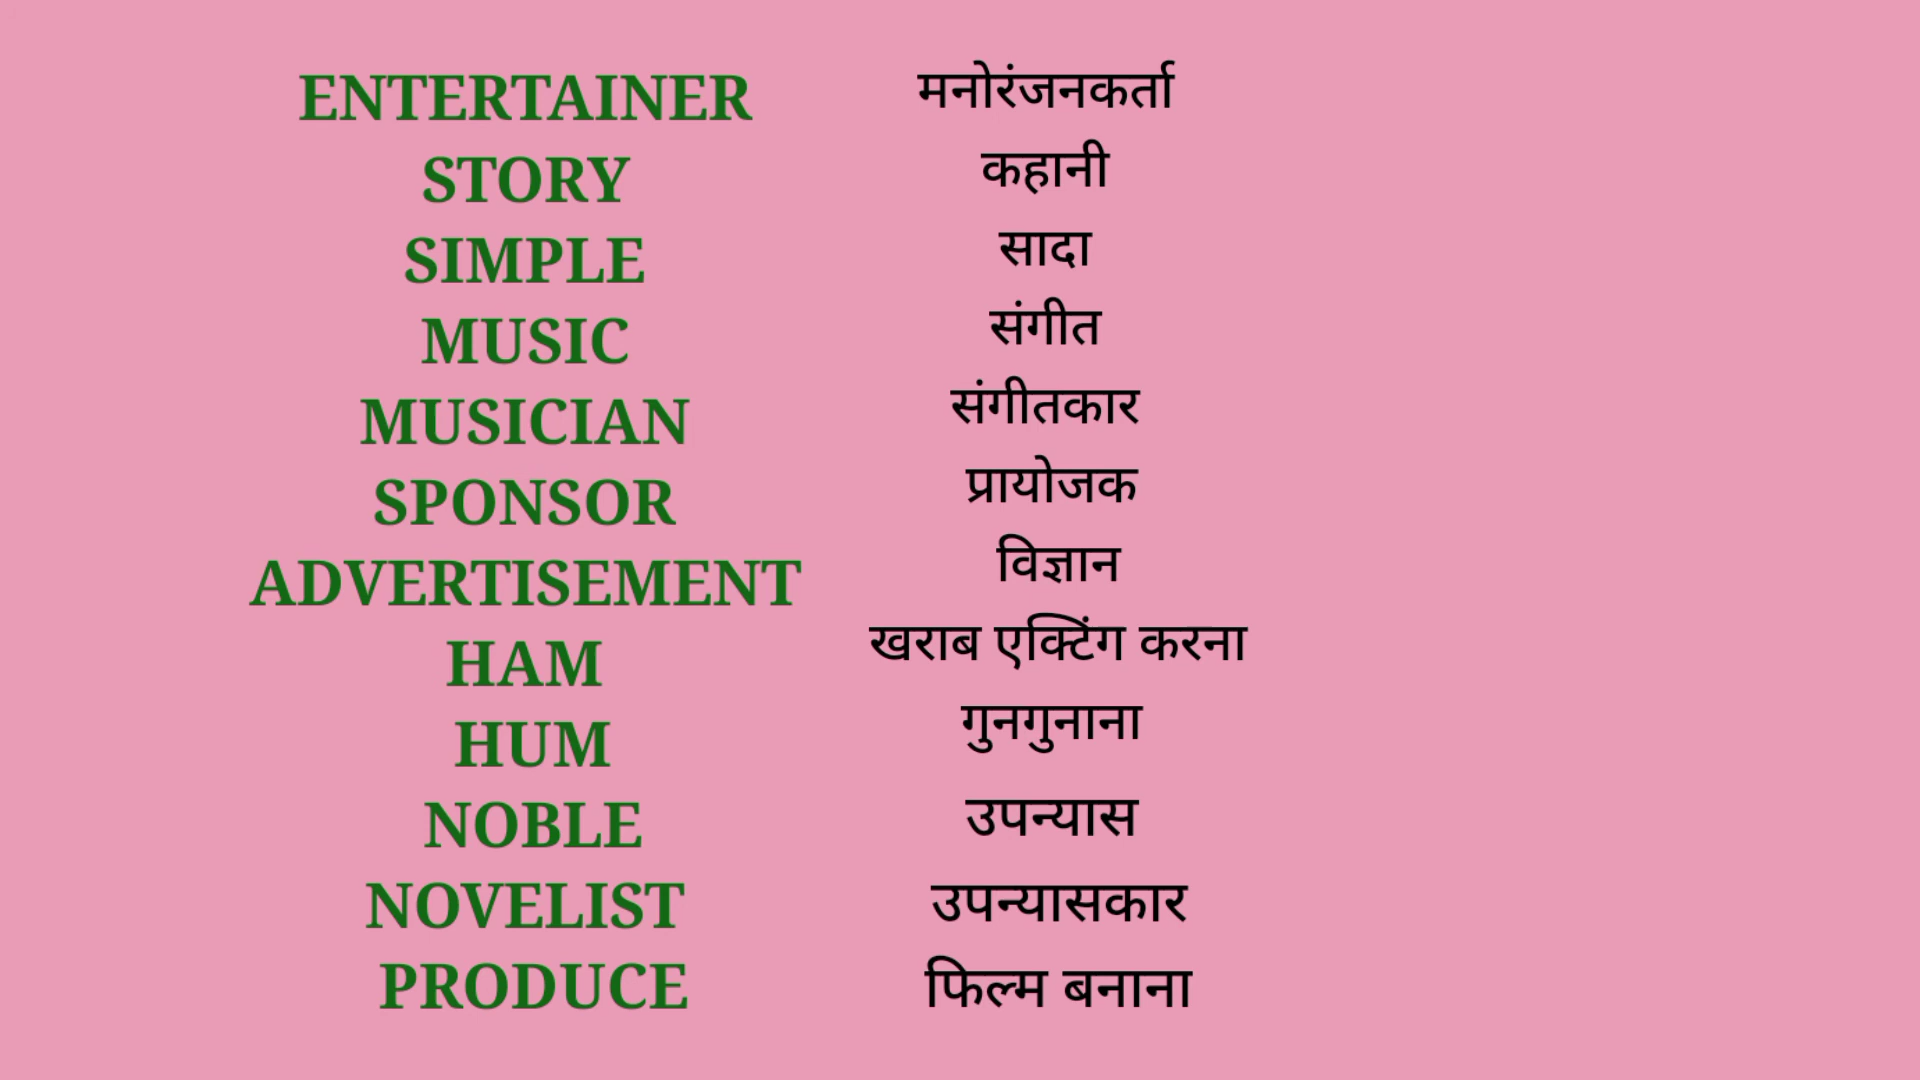 ENTERTAINER मनोरंजनकर्ता
STORY कहानी
SIMPLE सादा
MUSIC संगीत
MUSICIAN संगीतकार
SPONSOR प्रायोजक
ADVERTISEMENT विज्ञान
HAM खराब एक्टिंग करना
HUM गुनगुनाना
NOBLE उपन्यास
NOVELIST उपन्यासकार
PRODUCE फिल्म बनाना